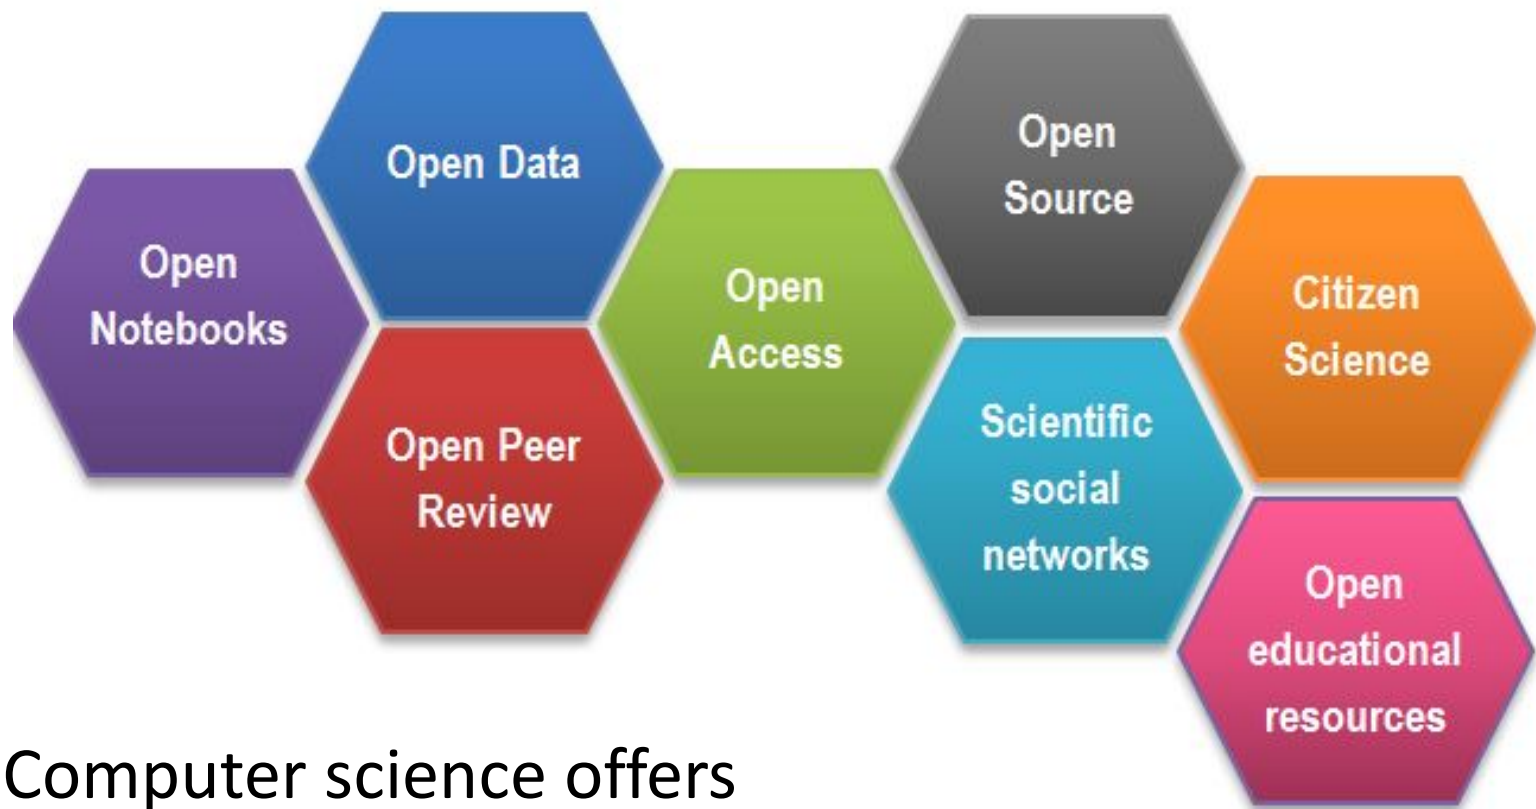 Open
Notebooks
Open Data
Open Peer
Review
Open
Access
Open
Source
Scientific
social
networks
Citizen
Science
Open
educational
resources
Computer science offers